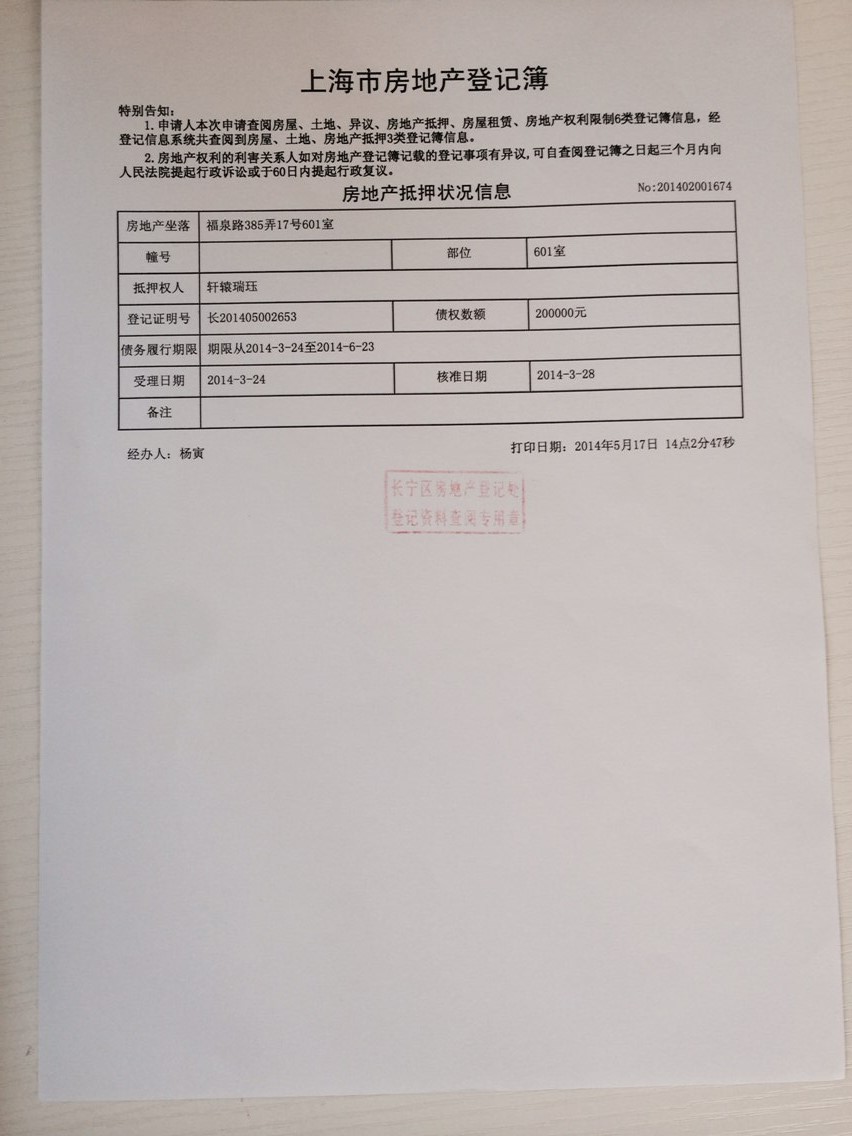 上海市房地产登记簿
特别告知：
1.申请人本次申请查阅房屋、土地、异议、房地产抵押、房屋租赁、房地产权利限制6类登记簿信息，经
登记信息系统共查阅到房屋、土地、房地产抵押3类登记簿信息。
2.房地产权利的利害关系人如对房地产登记簿记载的登记事项有异议,可自查阅登记簿之日起三个月内向
人民法院提起行政诉讼或于60日内提起行政复议。
房地产抵押状况信息 No:201402001674
房地产坐落 福泉路385弄17号601室
幢号 部位 601室
抵押权人 轩辕瑞珏
登记证明号 长201405002653 债权数额 200000元
债务履行期限 期限从2014-3-24至2014-6-23
受理日期 2014-3-24 核准日期 2014-3-28
备注
经办人：杨寅 打印日期：2014年5月17日 14点2分47秒
长宁区房地产登记处
登记资料查阅专用章